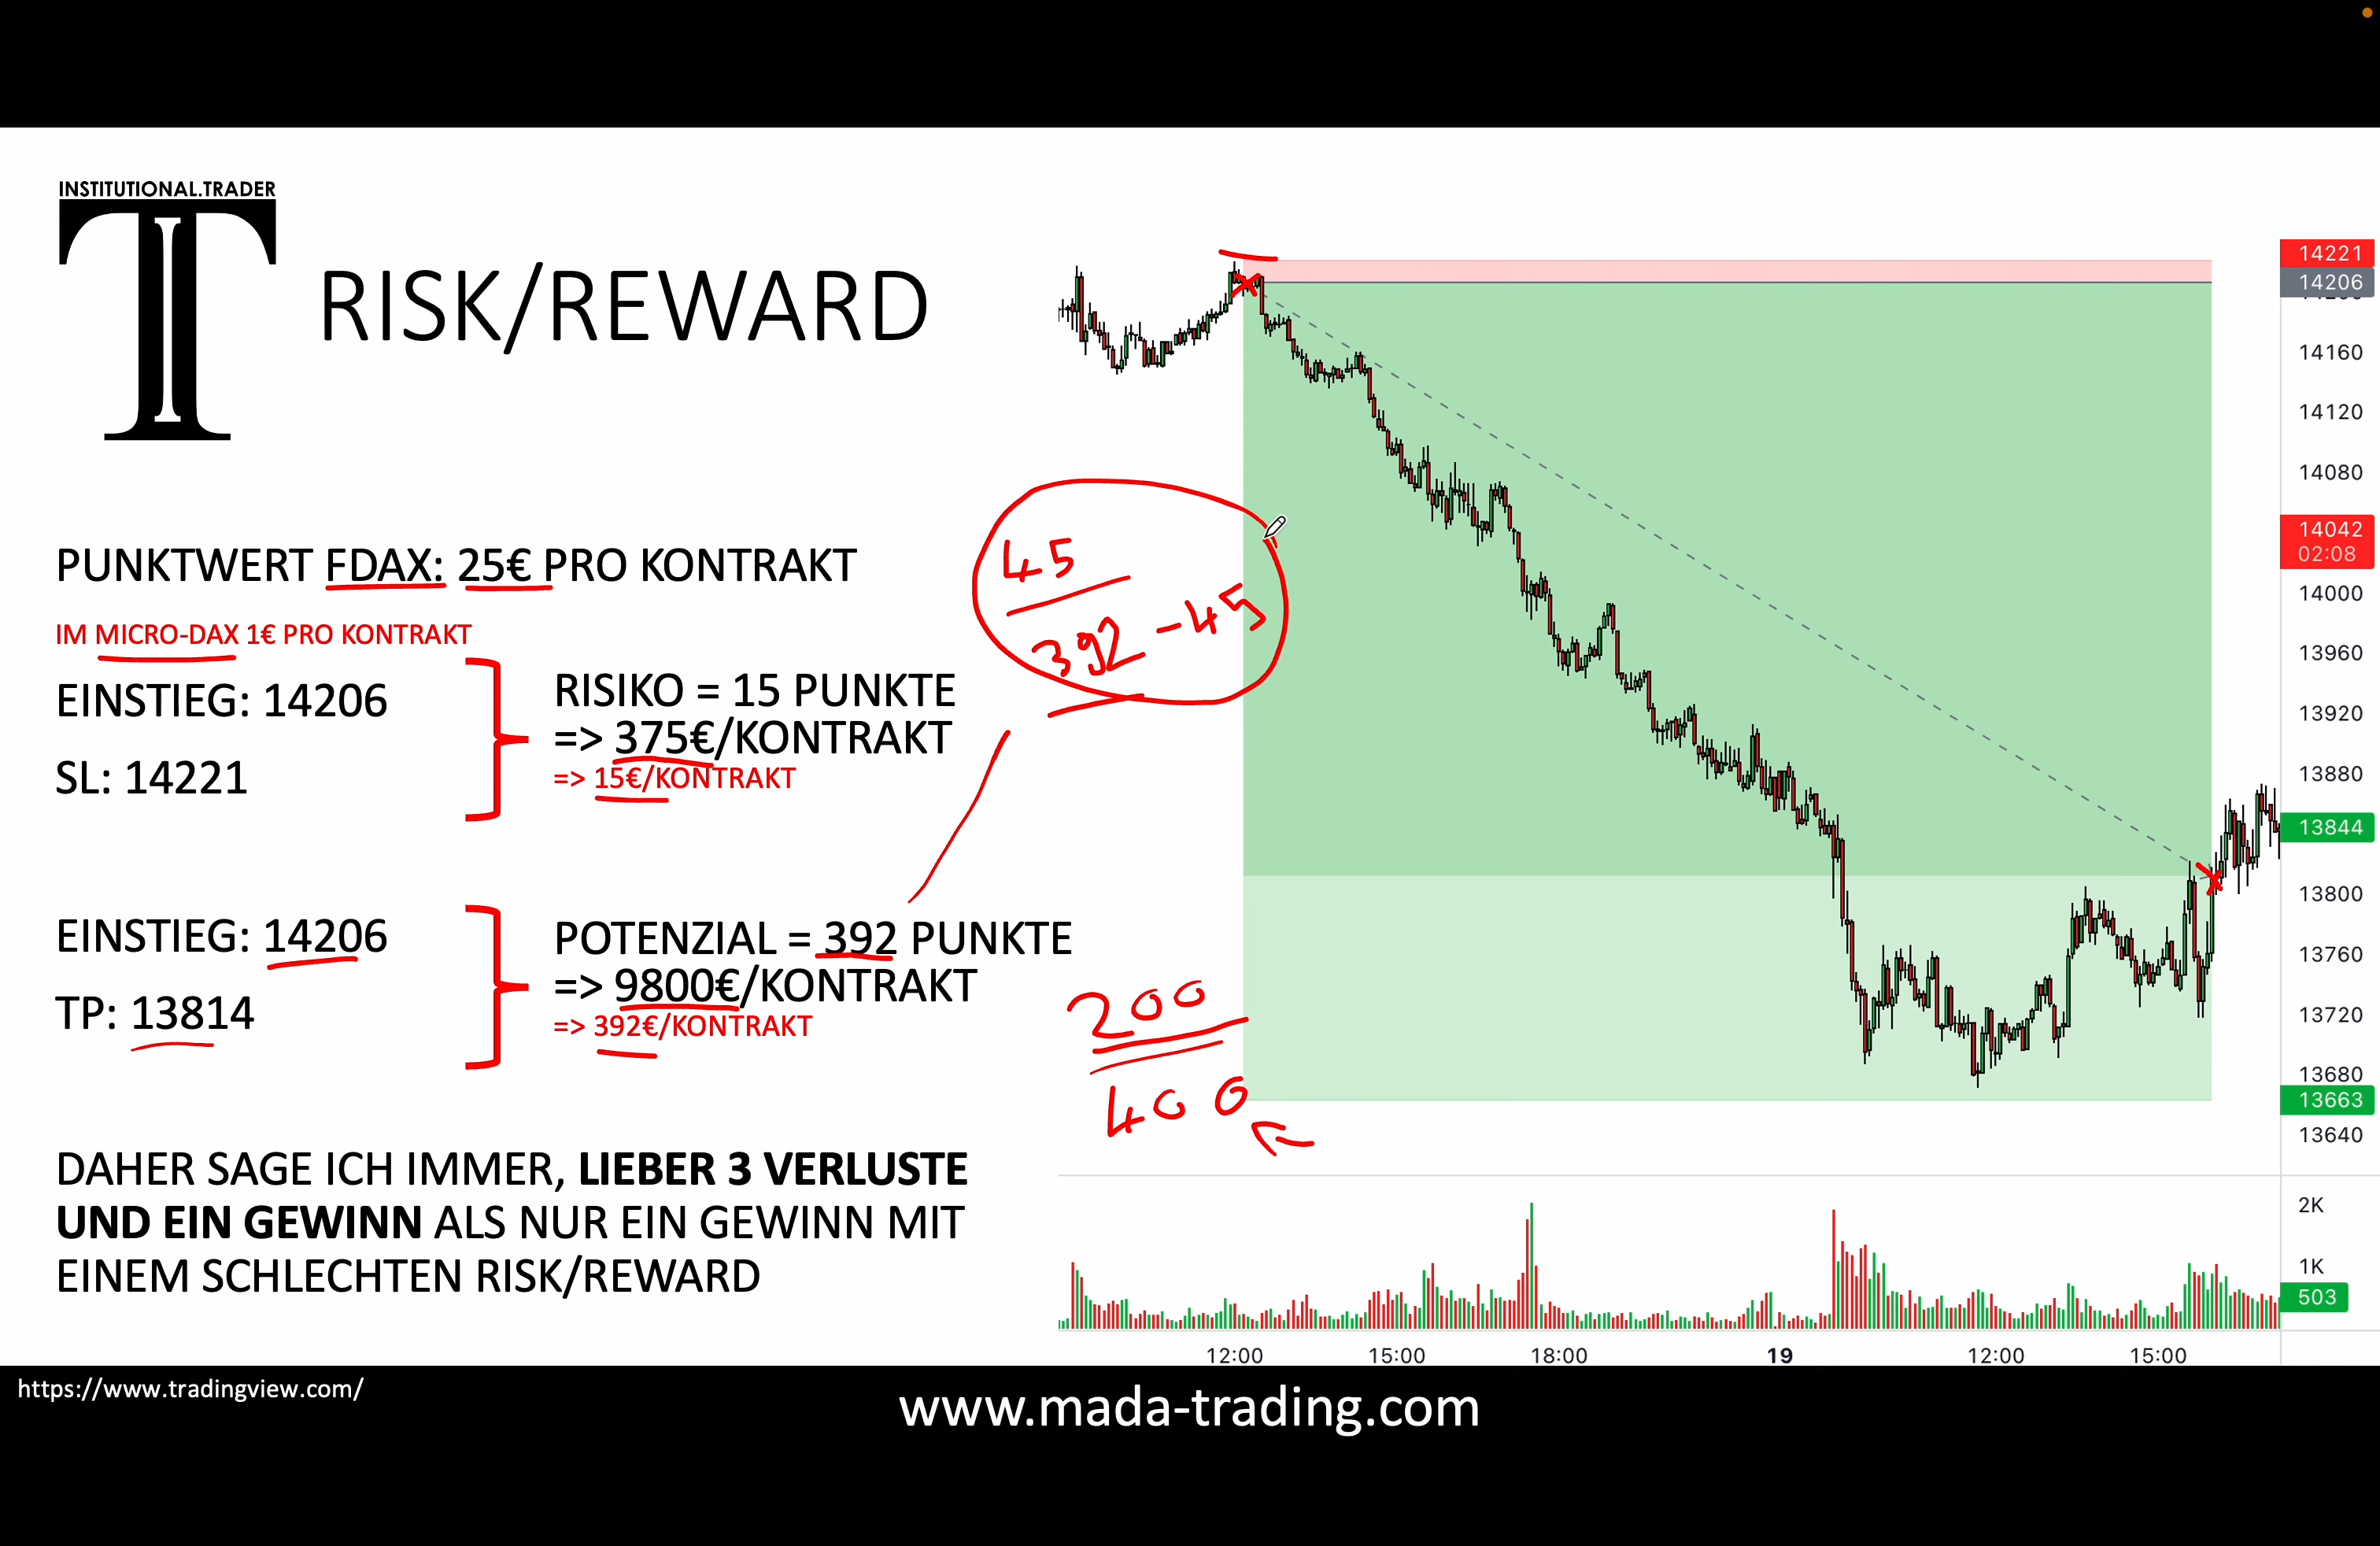 INSTITUTIONAL.TRADER
RISK/REWARD
PUNKTWERT FDAX: 25€ PRO KONTRAKT
IM MICRO-DAX 1€ PRO KONTRAKT
EINSTIEG: 14206
SL: 14221
RISIKO = 15 PUNKTE
=> 375€/KONTRAKT
=> 15€/KONTRAKT
EINSTIEG: 14206
TP: 13814
POTENZIAL = 392 PUNKTE
=> 9800€/KONTRAKT
=> 392€/KONTRAKT
DAHER SAGE ICH IMMER, LIEBER 3 VERLUSTE
UND EIN GEWINN ALS NUR EIN GEWINN MIT
EINEM SCHLECHTEN RISK/REWARD
45
392 - 45
200
400
14221
14206
14160
14120
14080
14042
02:08
14000
13960
13920
13880
13844
13800
13760
13720
13680
13663
13640
2K
1K
503
12:00 15:00 18:00 19 12:00 15:00
https://www.tradingview.com/
www.mada-trading.com